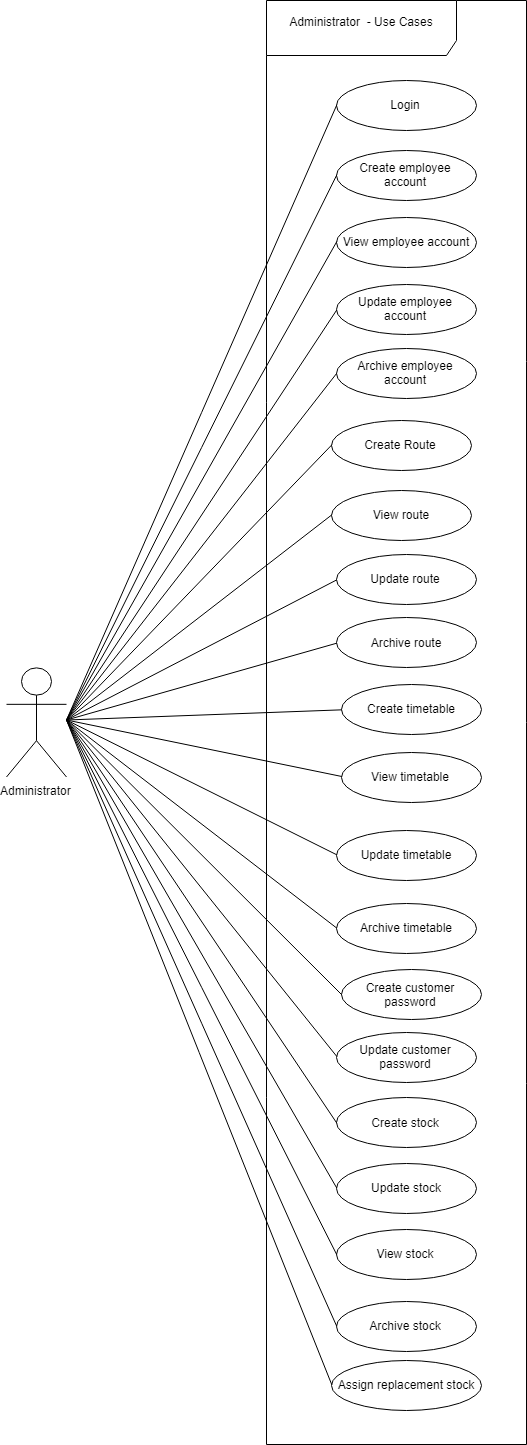 Administrator - Use Cases
Login
Create employee
account
View employee account
Update employee
account
Archive employee
account
Create Route
View route
Update route
Archive route
Create timetable
View timetable
Update timetable
Archive timetable
Create customer
password
Update customer
password
Create stock
Update stock
View stock
Archive stock
Assign replacement stock
Administrator